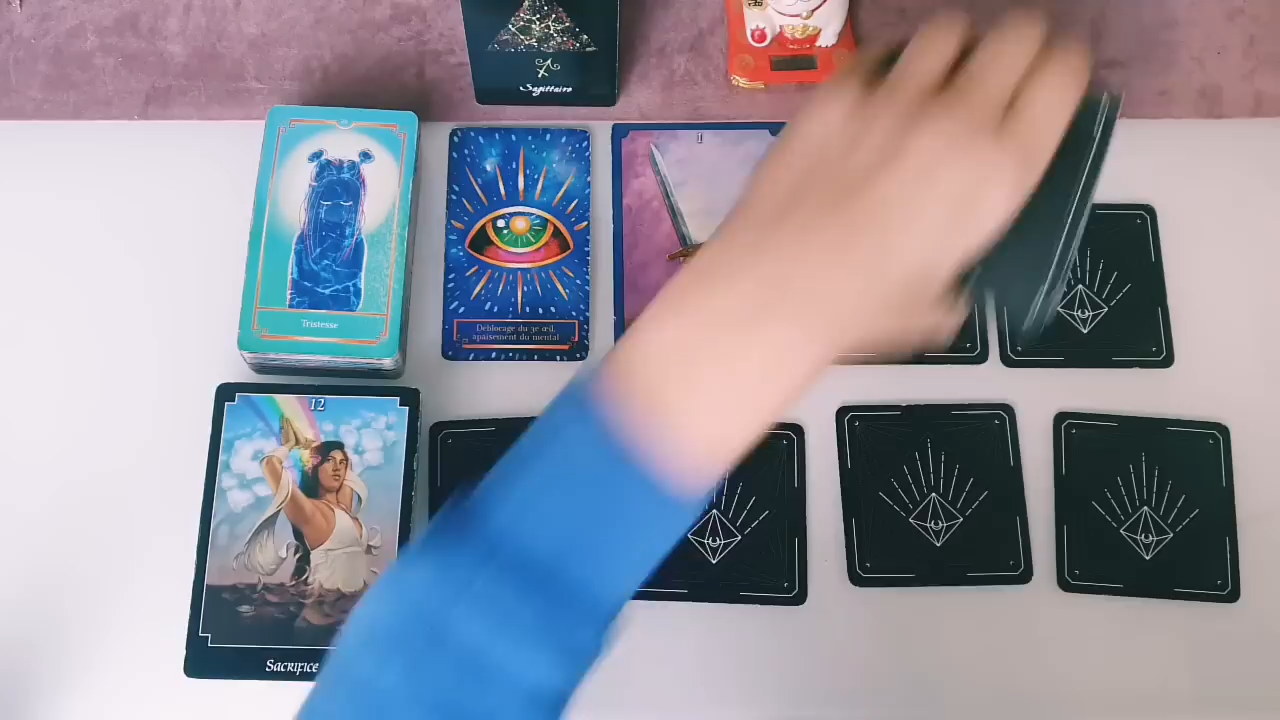 Sagittaire
Tristesse
Déblocage du 3e œil,
apaisement du mental
1
12
Sacrifice